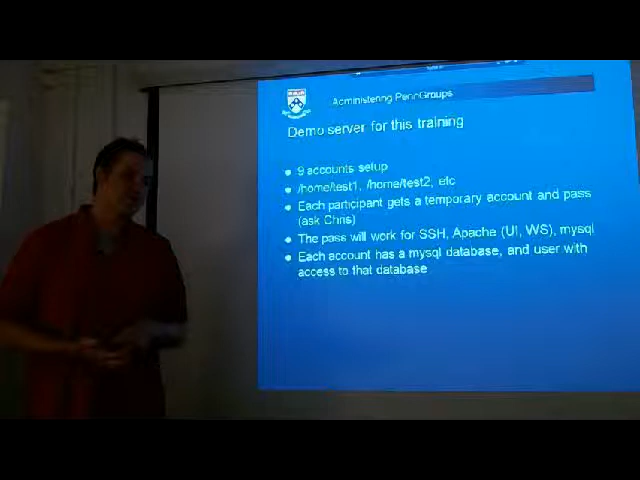 Administering PennGroups
Demo server for this training
9 accounts setup
/home/test1, /home/test2, etc
Each participant gets a temporary account and pass
(ask Chris)
The pass will work for SSH, Apache (UI, WS), mysql
Each account has a mysql database, and user with
access to that database